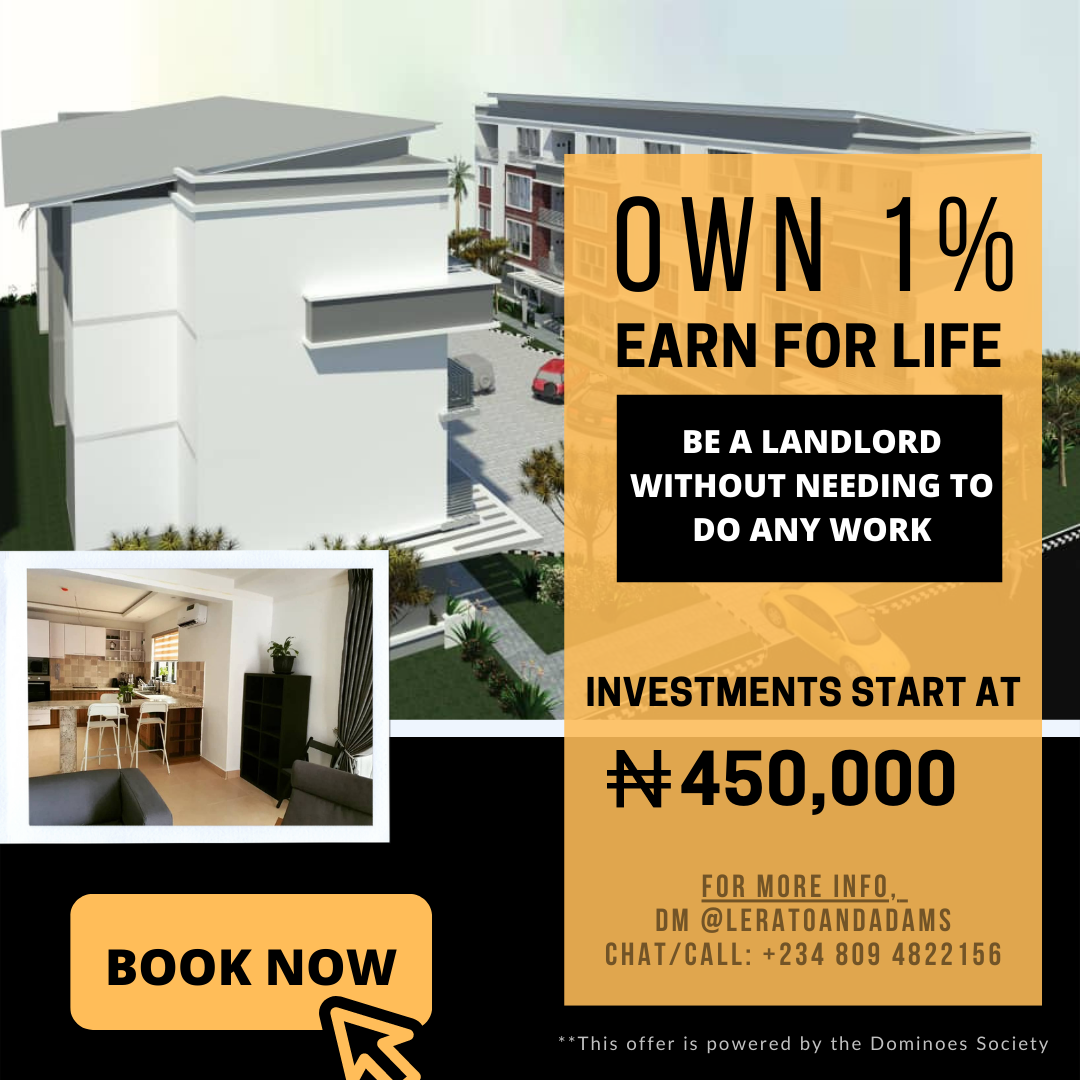 OWN 1%
EARN FOR LIFE
BE A LANDLORD
WITHOUT NEEDING TO
DO ANY WORK
INVESTMENTS START AT
₦450,000
FOR MORE INFO,
DM @LERATOANDADAMS
CHAT/CALL: +234 809 4822156
BOOK NOW
**This offer is powered by the Dominoes Society